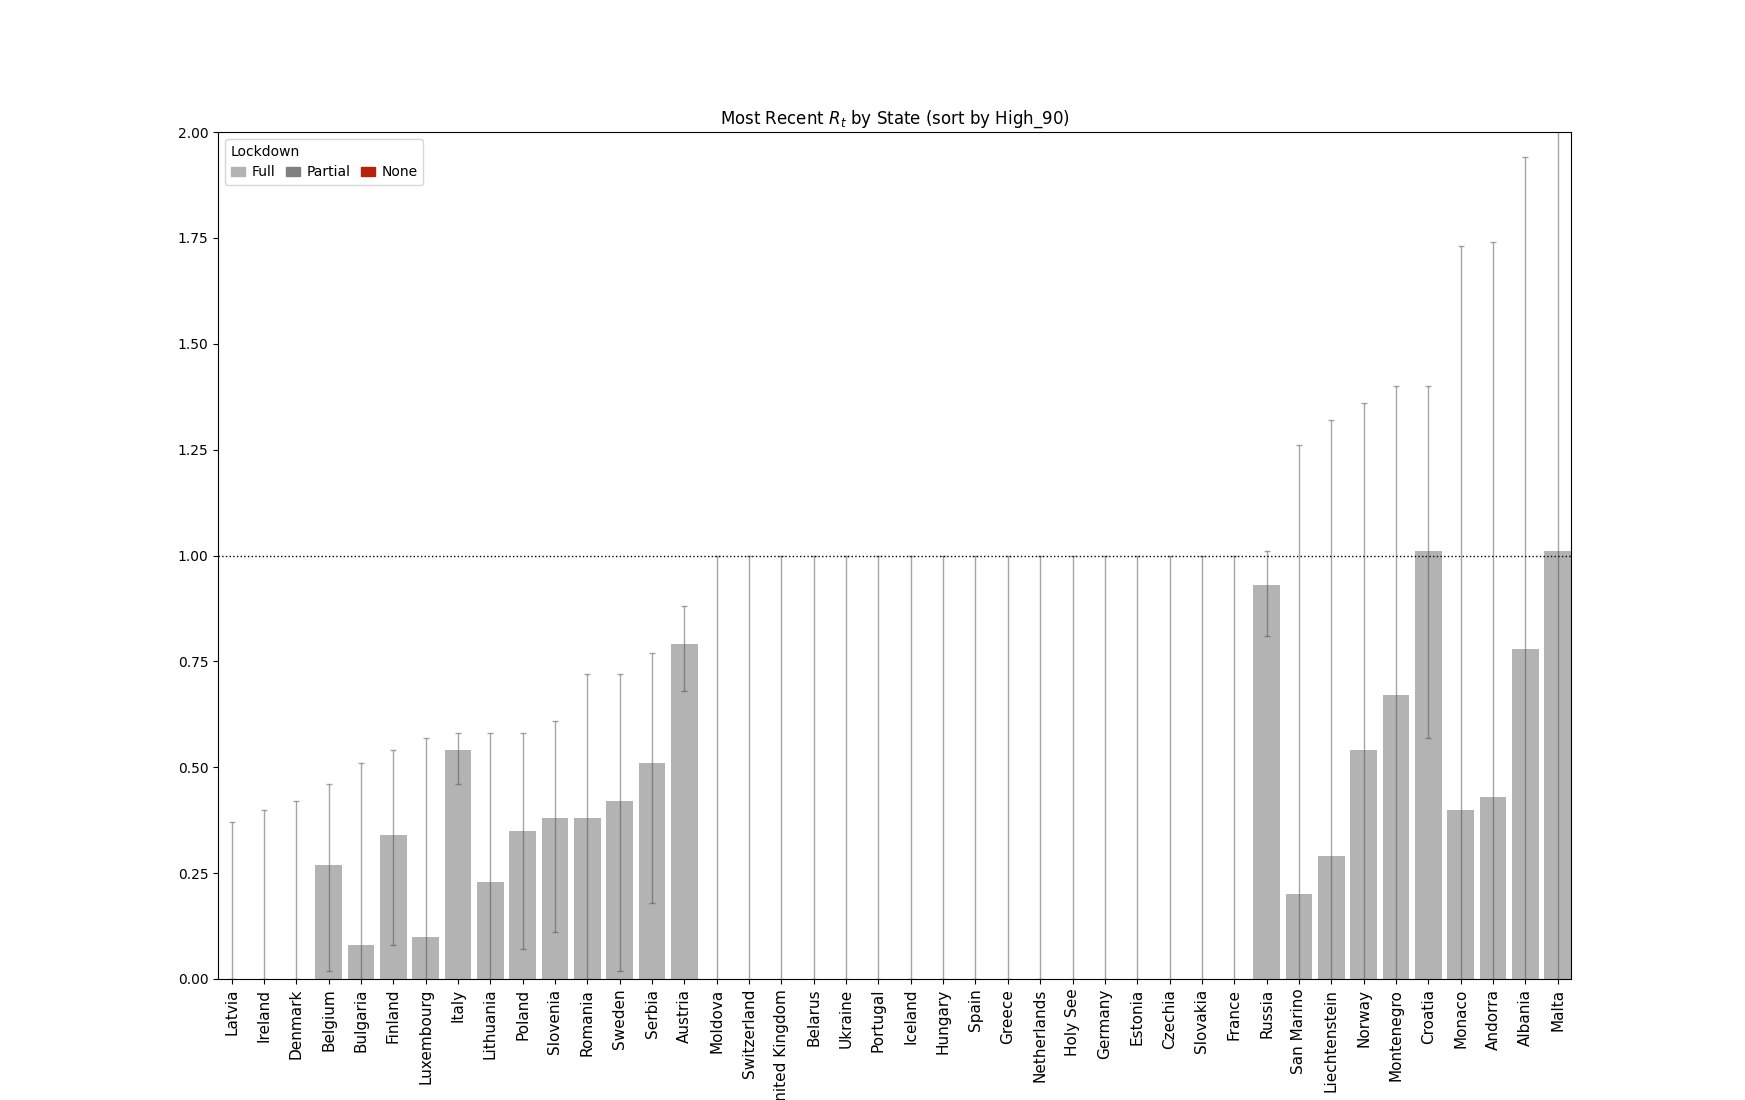 Most Recent R_t by State (sort by High_90)
Lockdown
Full Partial None
2.00
1.75
1.50
1.25
1.00
0.75
0.50
0.25
0.00
Latvia
Ireland
Denmark
Belgium
Bulgaria
Finland
Luxembourg
Italy
Lithuania
Poland
Slovenia
Romania
Sweden
Serbia
Austria
Moldova
Switzerland
nited Kingdom
Belarus
Ukraine
Portugal
Iceland
Hungary
Spain
Greece
Netherlands
Holy See
Germany
Estonia
Czechia
Slovakia
France
Russia
San Marino
Liechtenstein
Norway
Montenegro
Croatia
Monaco
Andorra
Albania
Malta